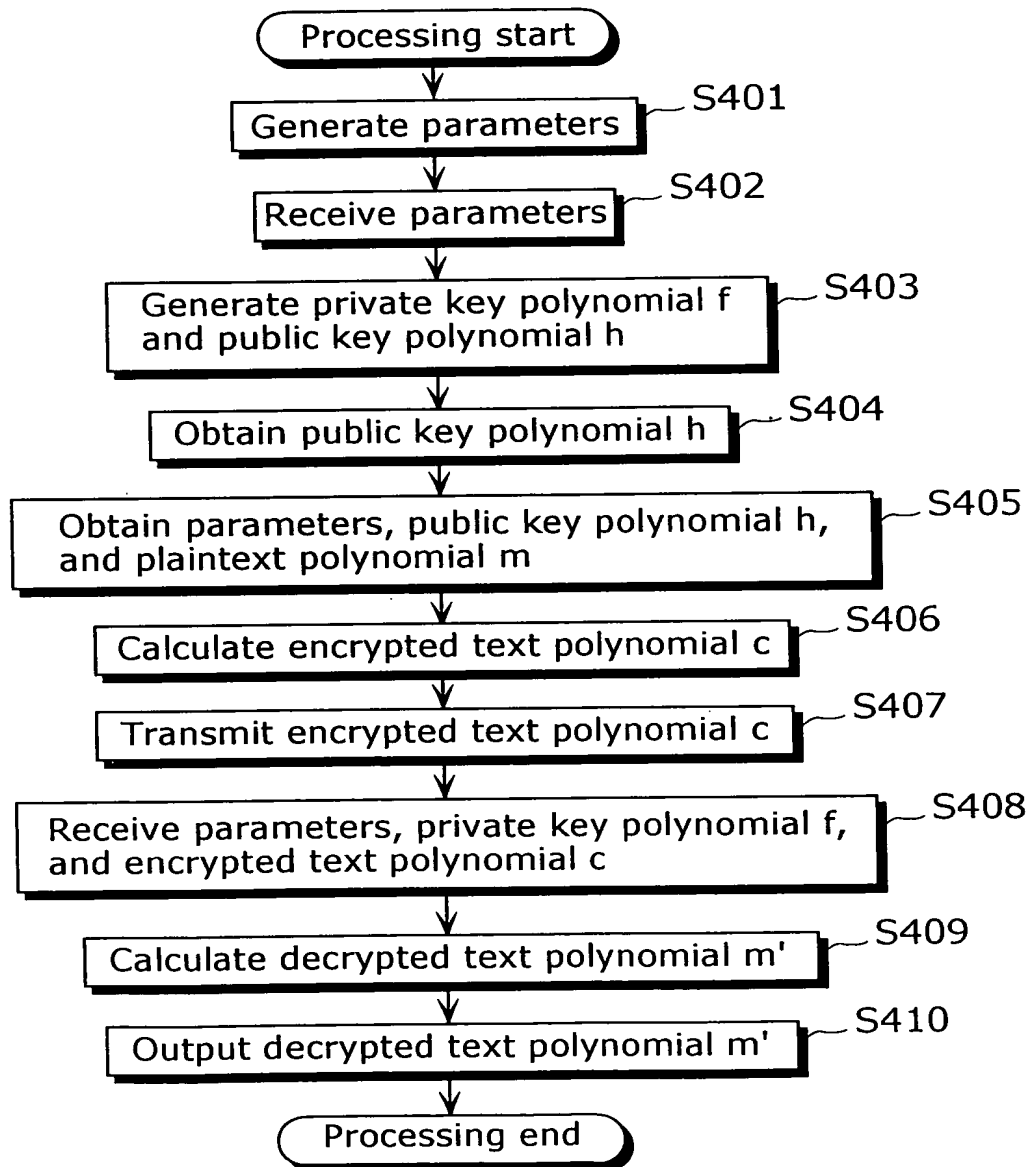 Processing start
S401
Generate parameters
S402
Receive parameters
S403
Generate private key polynomial f
and public key polynomial h
S404
Obtain public key polynomial h
S405
Obtain parameters, public key polynomial h,
and plaintext polynomial m
S406
Calculate encrypted text polynomial c
S407
Transmit encrypted text polynomial c
S408
Receive parameters, private key polynomial f,
and encrypted text polynomial c
S409
Calculate decrypted text polynomial m'
S410
Output decrypted text polynomial m'
Processing end